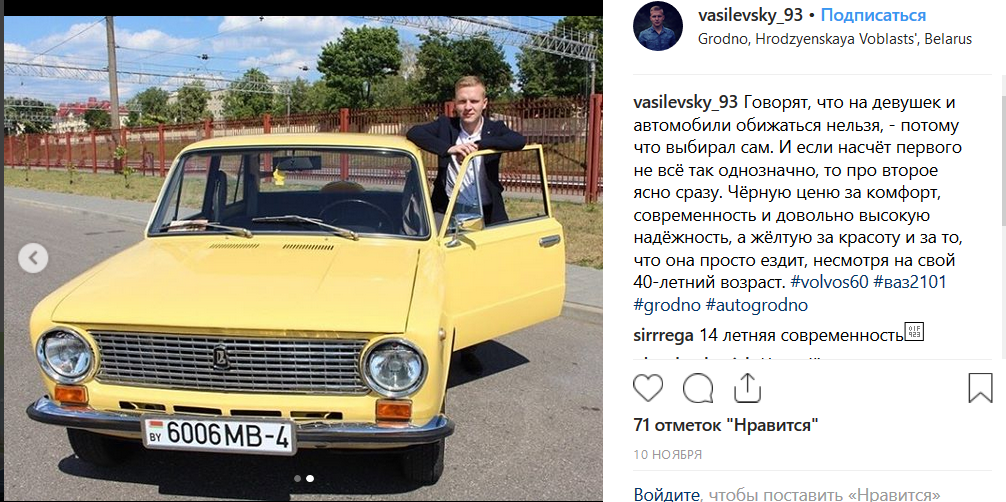 vasilevsky_93 • Подписаться
Grodno, Hrodzyenskaya Voblasts', Belarus
vasilevsky_93 Говорят, что на девушек и
автомобили обижаться нельзя, - потому
что выбирал сам. И если насчёт первого
не всё так однозначно, то про второе
ясно сразу. Чёрную ценю за комфорт,
современность и довольно высокую
надёжность, а жёлтую за красоту и за то,
что она просто ездит, несмотря на свой
40-летний возраст. #volvos60 #ваз2101
#grodno #autogrodno
sirrrega 14 летняя современность
71 отметок "Нравится"
10 НОЯБРЯ
Войдите, чтобы поставить «Нравится»
BY 6006MB-4